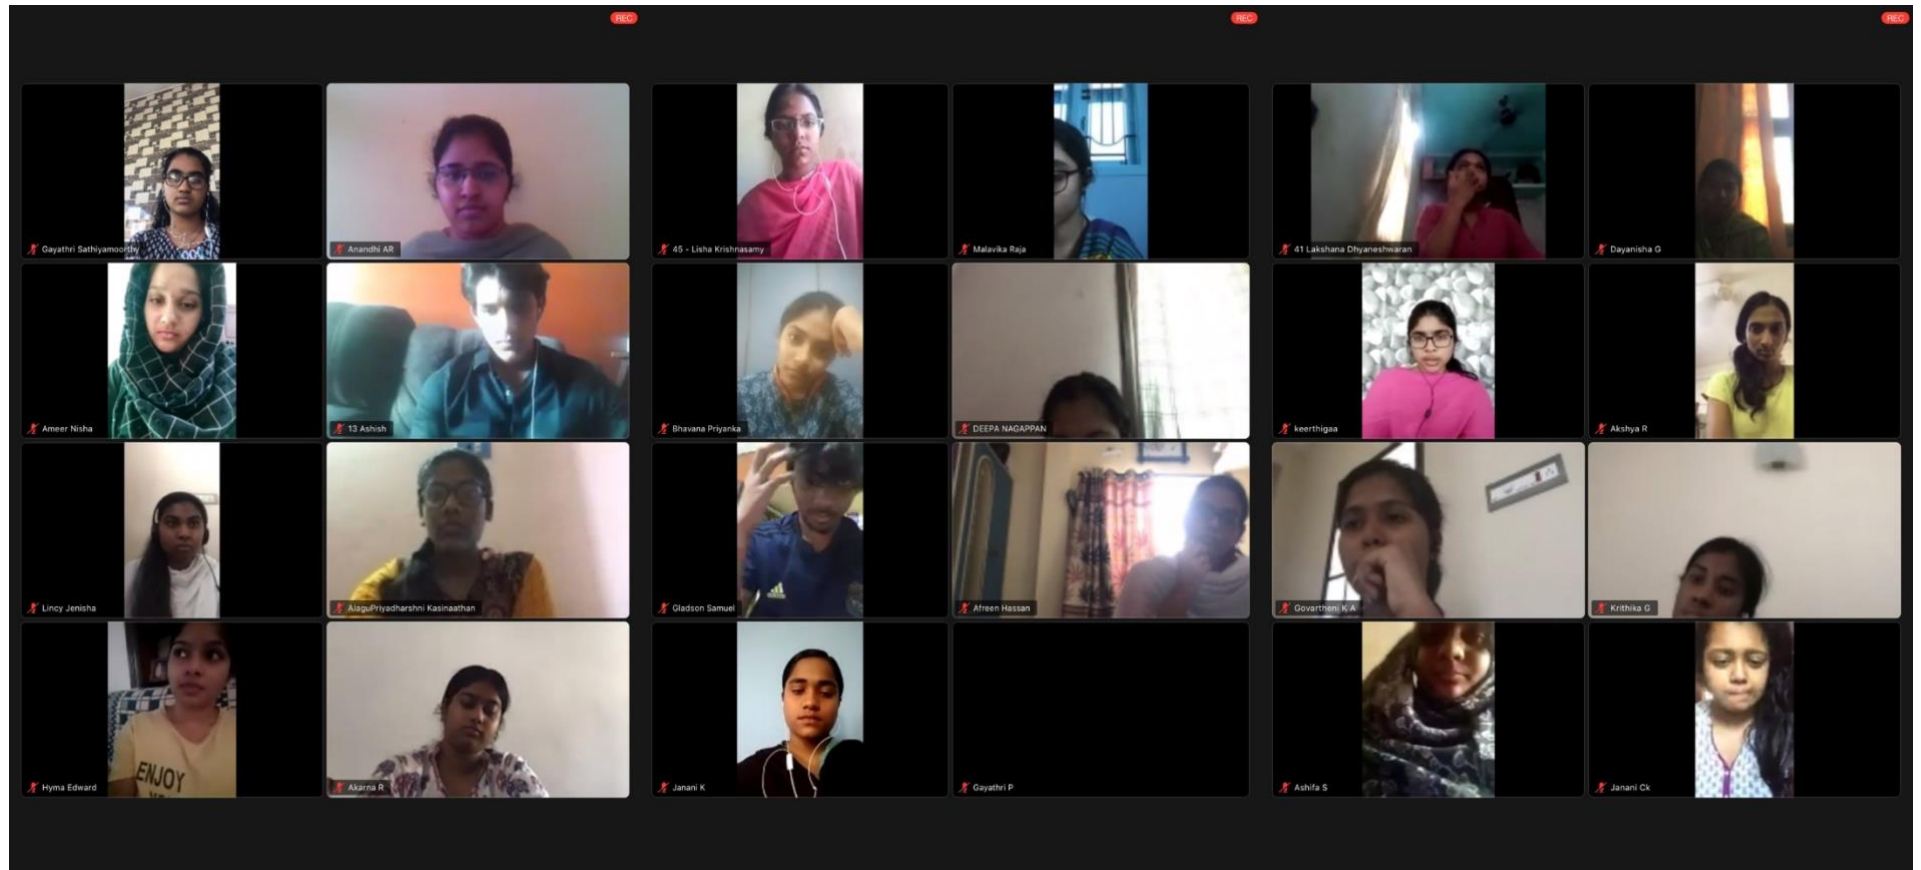 REC
REC
REC
Gayathri Sathiyamoorthy
Anandhi AR
45 - Lisha Krishnasamy
Malavika Raja
41 Lakshana Dhyaneshwaran
Dayanisha G
Ameer Nisha
13 Ashish
Bhavana Priyanka
DEEPA NAGAPPAN
keerthigaa
Akshya R
Lincy Jenisha
AlaguPriyadharshni Kasinaathan
Gladson Samuel
Afreen Hassan
Govartheni K A
Krithika G
ENJOY
Hyma Edward
Akarna R
Janani K
Gayathri P
Ashifa S
Janani Ck